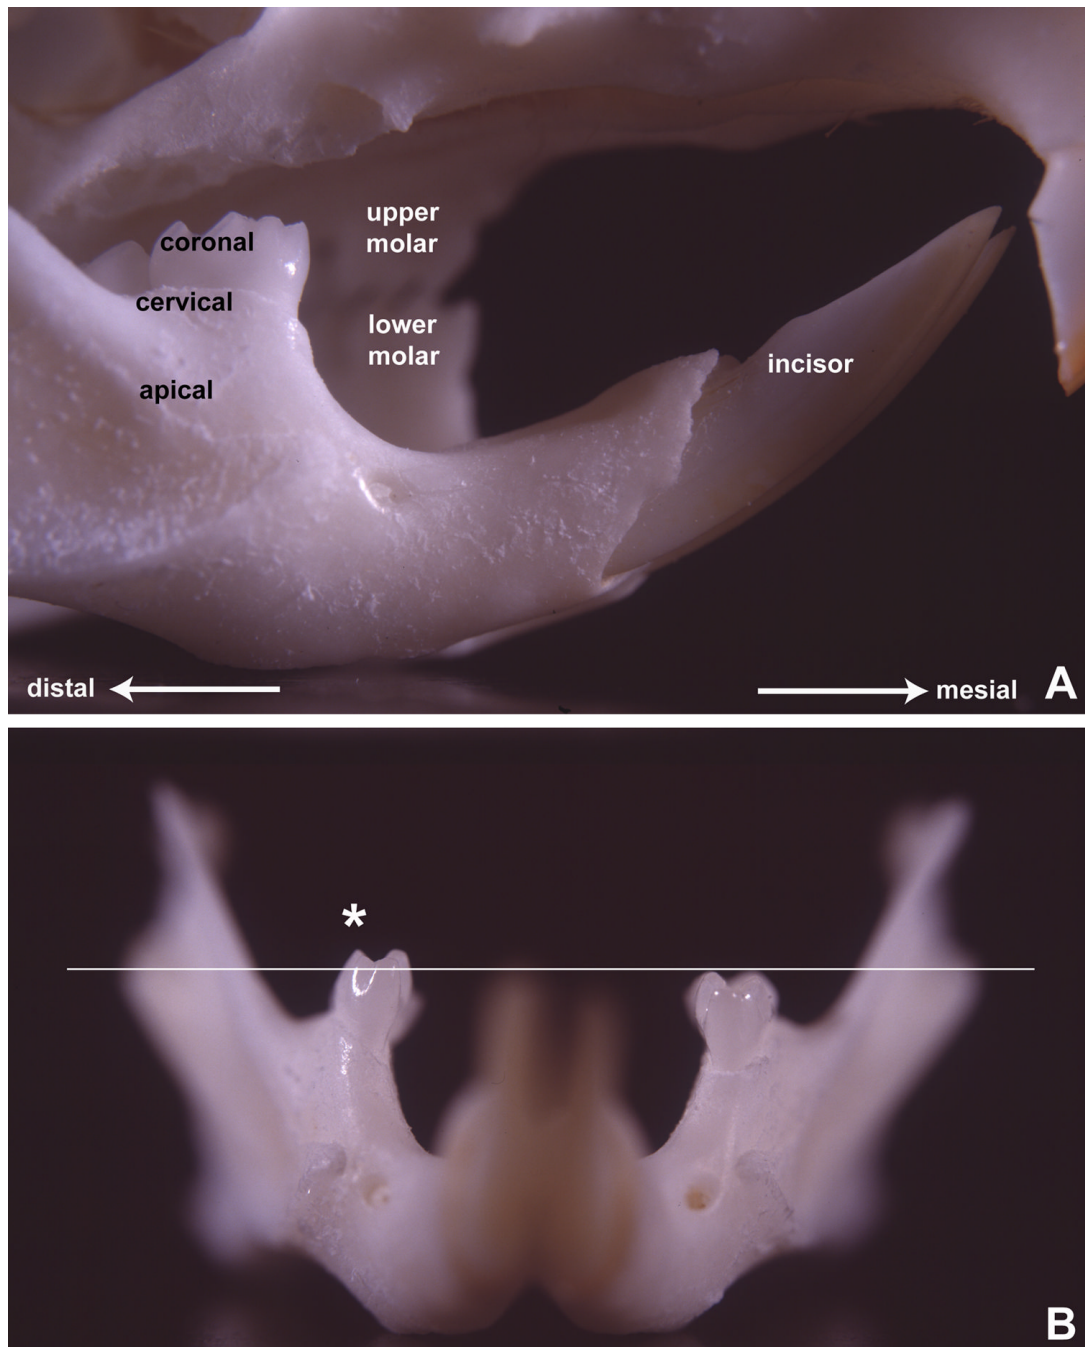 upper
molar
coronal
cervical
lower
molar
apical
incisor
distal
mesial
A
*
B